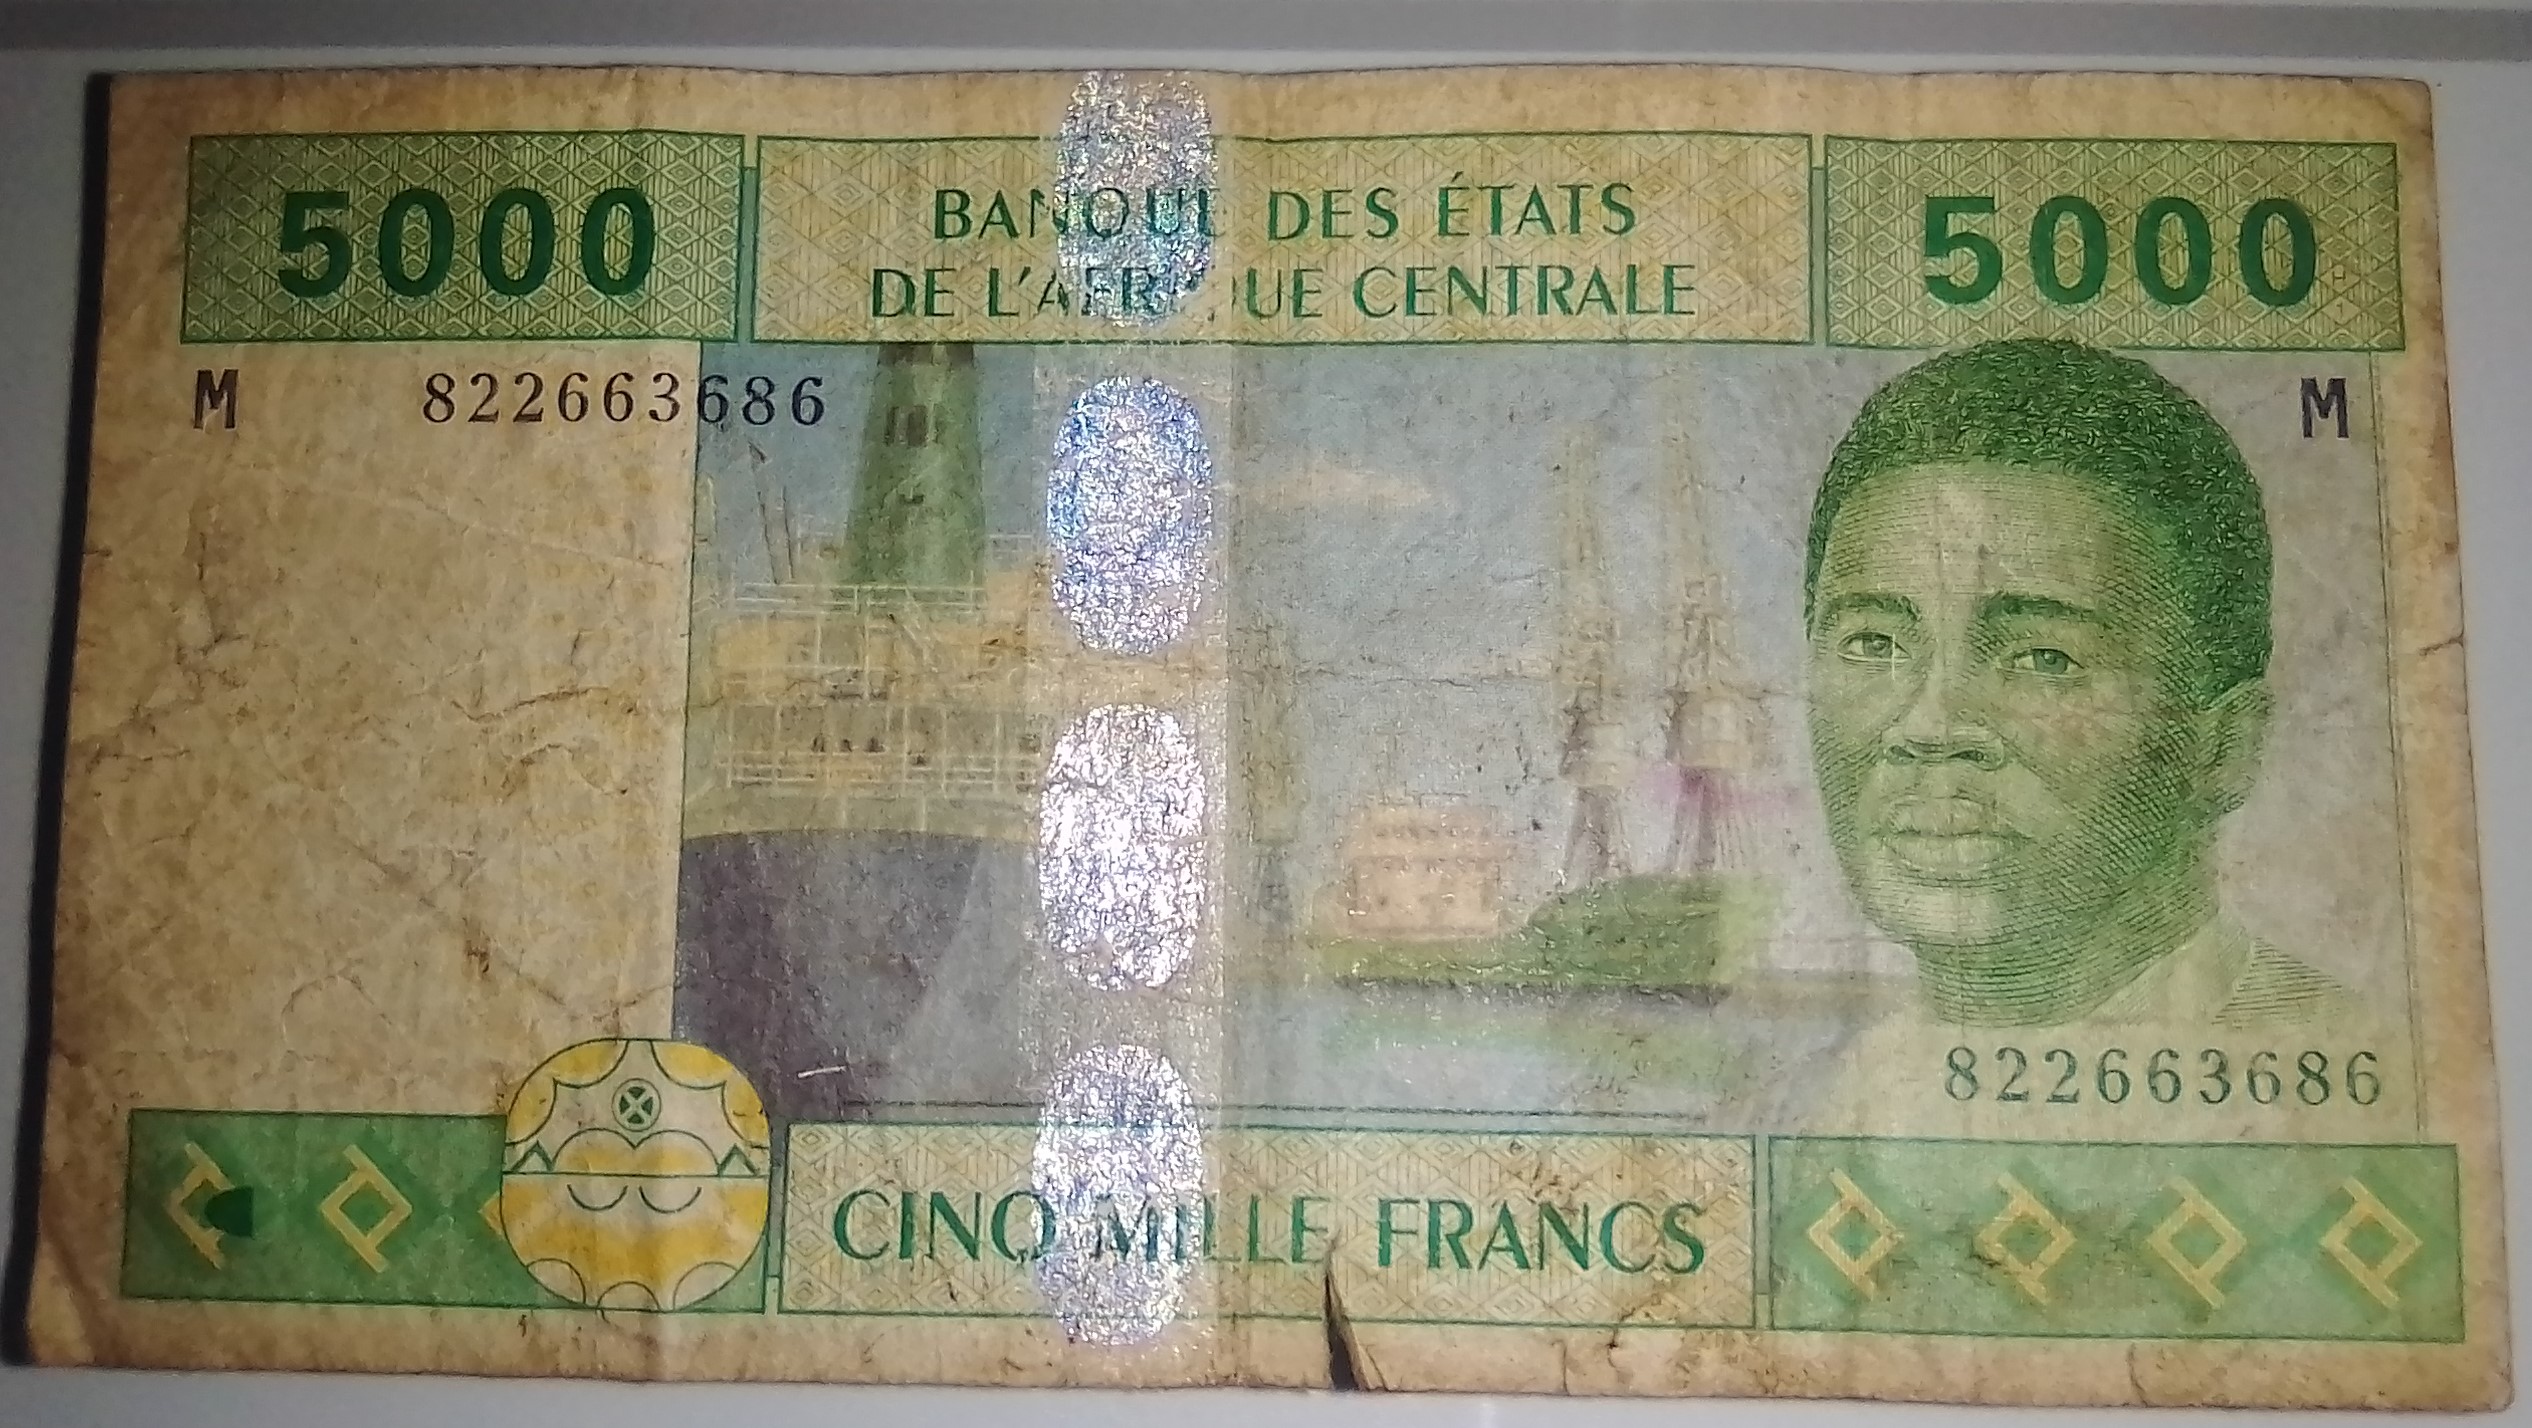 5000
BANQUE DES ÉTATS
DE L'AFRIQUE CENTRALE
5000
M 822663686
M
822663686
CINQ MILLE FRANCS